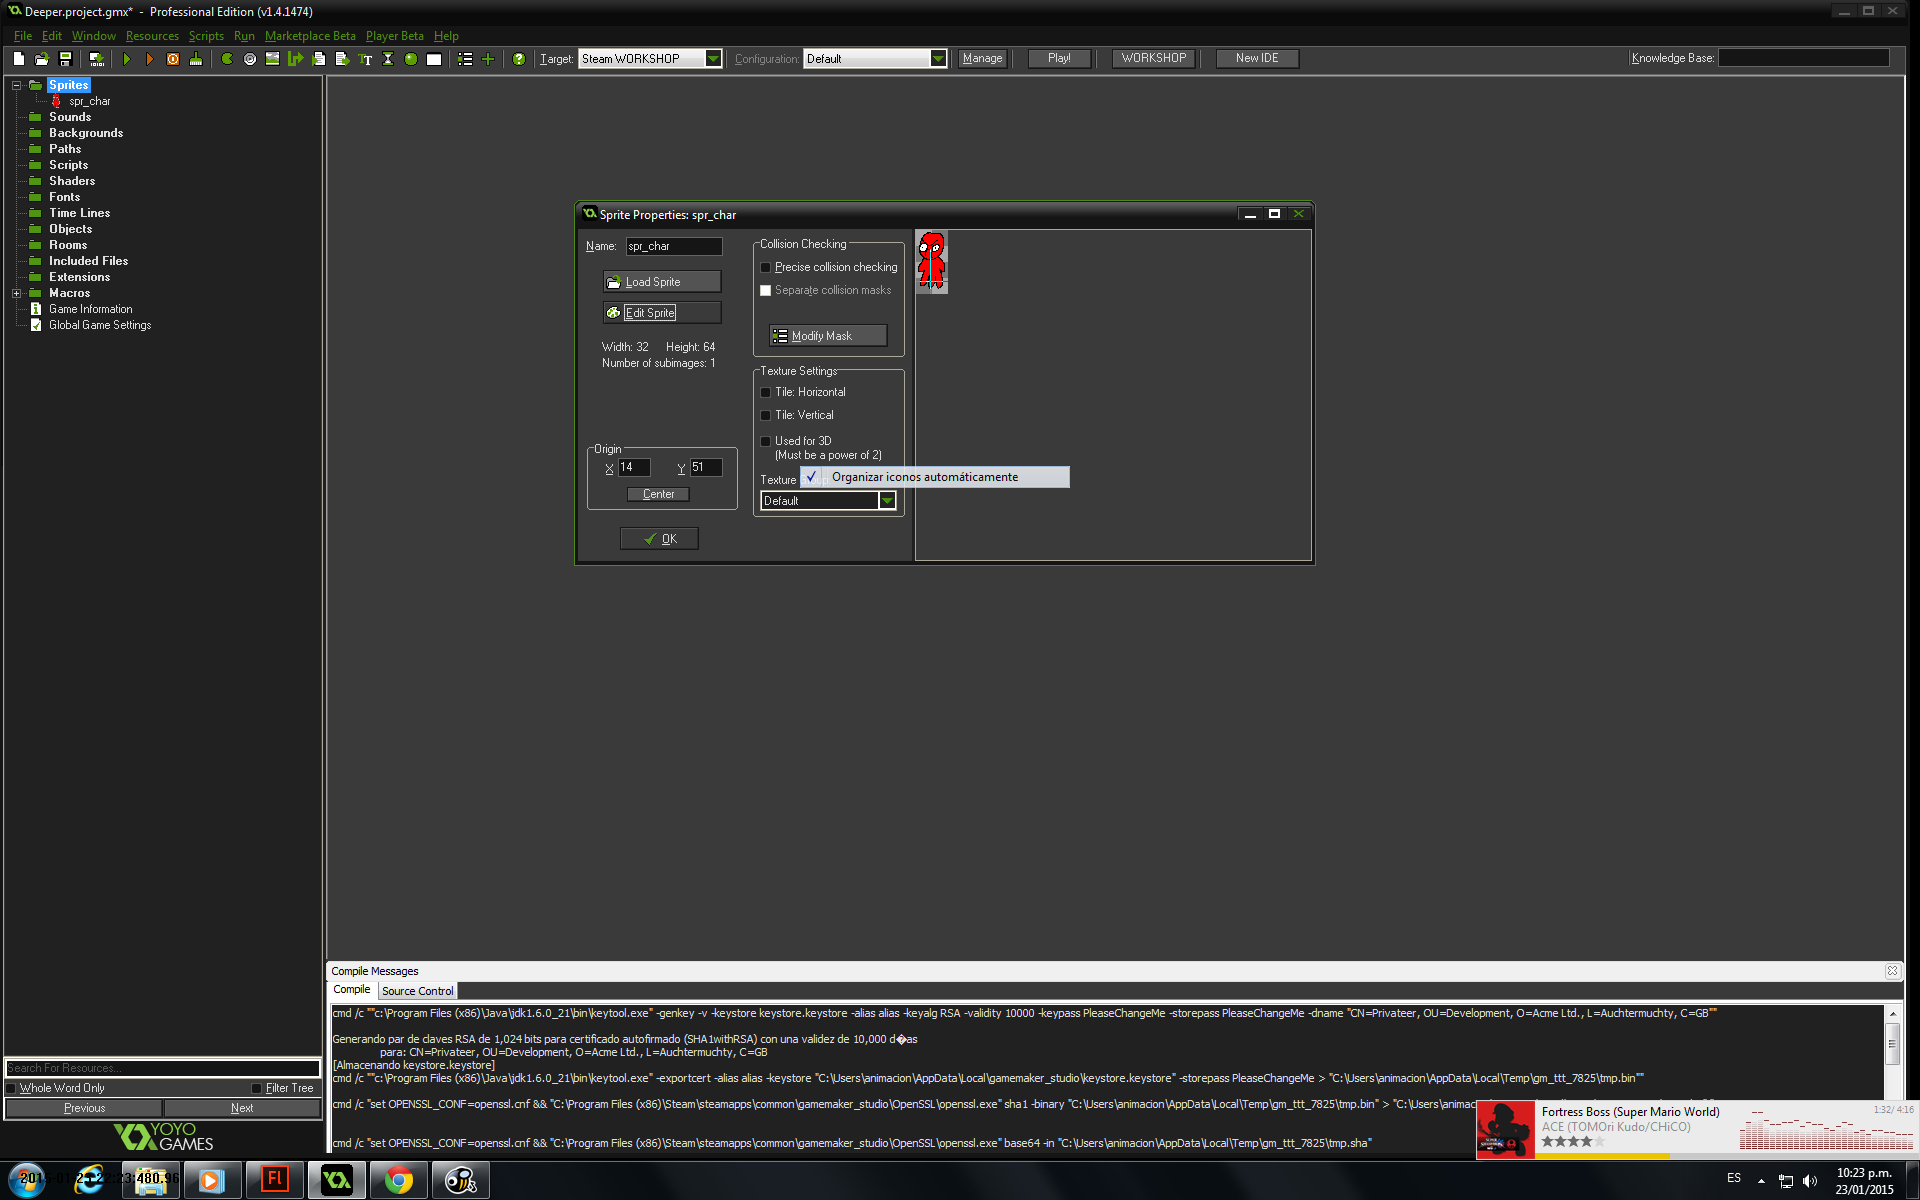 Deeper.project.gmx* - Professional Edition (v1.4.1474)
File Edit Window Resources Scripts Run Marketplace Beta Player Beta Help
Target: Steam WORKSHOP Configuration: Default Manage Play! WORKSHOP New IDE Knowledge Base:
Sprites
spr_char
Sounds
Backgrounds
Paths
Scripts
Shaders
Fonts
Time Lines
Objects
Rooms
Included Files
Extensions
Macros
Game Information
Global Game Settings
Sprite Properties: spr_char
Name: spr_char
Load Sprite
Edit Sprite
Width: 32 Height: 64
Number of subimages: 1
Origin
X 14 Y 51
Center
OK
Collision Checking
Precise collision checking
Separate collision masks
Modify Mask
Texture Settings
Tile: Horizontal
Tile: Vertical
Used for 3D
(Must be a power of 2)
Texture
Organizar iconos automáticamente
Default
Compile Messages
Compile Source Control
cmd /c ""c:\Program Files (x86)\Java\jdk1.6.0_21\bin\keytool.exe" -genkey -v -keystore keystore.keystore -alias alias -keyalg RSA -validity 10000 -keypass PleaseChangeMe -storepass PleaseChangeMe -dname "CN=Privateer, OU=Development, O=Acme Ltd., L=Auchtermuchty, C=GB""
Generando par de claves RSA de 1,024 bits para certificado autofirmado (SHA1withRSA) con una validez de 10,000 d�as
para: CN=Privateer, OU=Development, O=Acme Ltd., L=Auchtermuchty, C=GB
[Almacenando keystore.keystore]
cmd /c ""c:\Program Files (x86)\Java\jdk1.6.0_21\bin\keytool.exe" -exportcert -alias alias -keystore "C:\Users\animacion\AppData\Local\gamemaker_studio\keystore.keystore" -storepass PleaseChangeMe > "C:\Users\animacion\AppData\Local\Temp\gm_ttt_7825\tmp.bin""
cmd /c "set OPENSSL_CONF=openssl.cnf && "C:\Program Files (x86)\Steam\steamapps\common\gamemaker_studio\OpenSSL\openssl.exe" sha1 -binary "C:\Users\animacion\AppData\Local\Temp\gm_ttt_7825\tmp.bin" > "C:\Users\animac
cmd /c "set OPENSSL_CONF=openssl.cnf && "C:\Program Files (x86)\Steam\steamapps\common\gamemaker_studio\OpenSSL\openssl.exe" base64 -in "C:\Users\animacion\AppData\Local\Temp\gm_ttt_7825\tmp.sha"
Search For Resources...
Whole Word Only Filter Tree
Previous Next
YOYO
GAMES
Fortress Boss (Super Mario World) 1:32/ 4:16
ACE (TOMOri Kudo/CHiCO)
Fl
ES
10:23 p.m.
23/01/2015